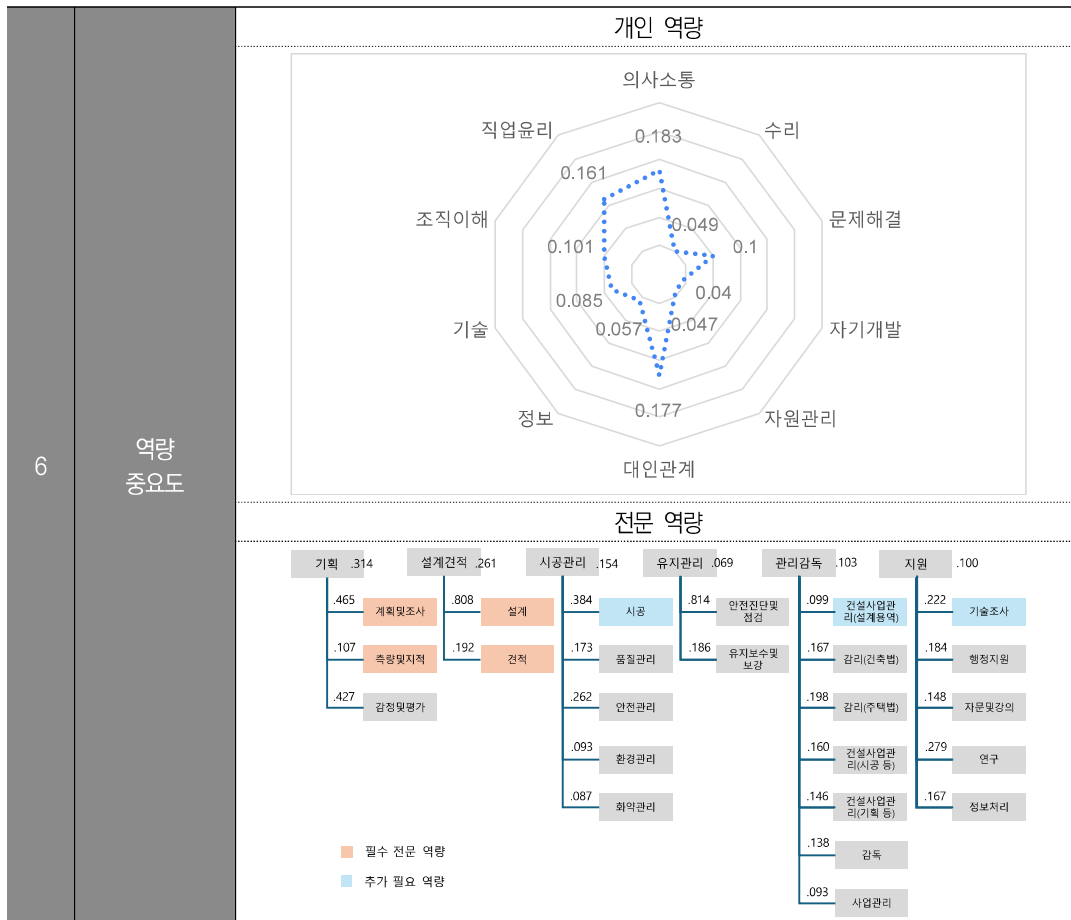 6
역량
중요도
개인 역량
의사소통
직업윤리
수리
0.183
0.161
조직이해
문제해결
0.049
0.101
0.1
0.04
0.085
0.047
0.057
기술
자기개발
0.177
정보
자원관리
대인관계
전문 역량
기획 .314
.465 계획및조사
.107 측량및지적
.427 감정및평가
설계견적 .261
.808 설계
.192 견적
시공관리 .154
.384 시공
.173 품질관리
.262 안전관리
.093 환경관리
.087 화약관리
유지관리 .069
.814 안전진단및
점검
.186 유지보수및
보강
관리감독 .103
.099 건설사업관
리(설계용역)
.167 감리(건축법)
.198 감리(주택법)
.160 건설사업관
리(시공 등)
.146 건설사업관
리(기획 등)
.138 감독
.093 사업관리
지원 .100
.222 기술조사
.184 행정지원
.148 자문및강의
.279 연구
.167 정보처리
필수 전문 역량
추가 필요 역량